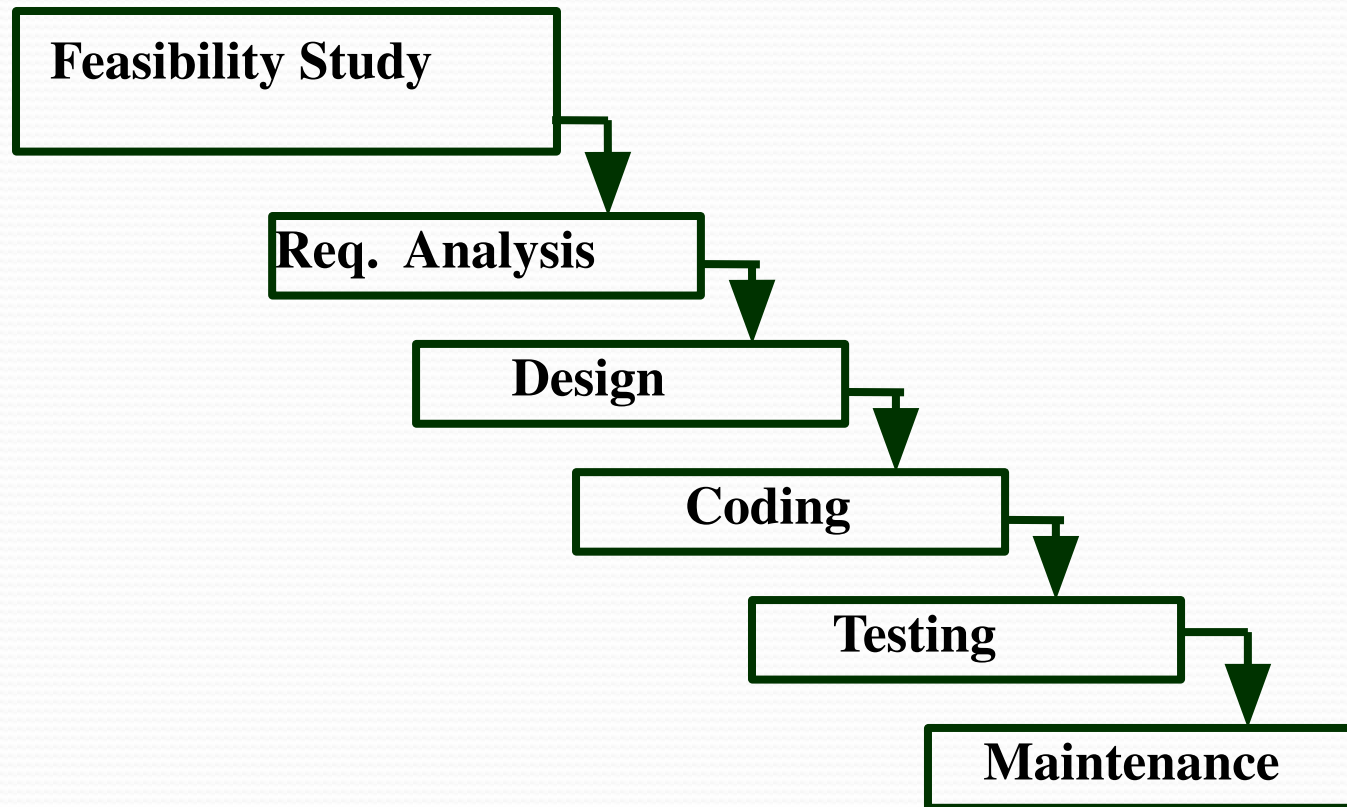 Feasibility Study
Req. Analysis
Design
Coding
Testing
Maintenance